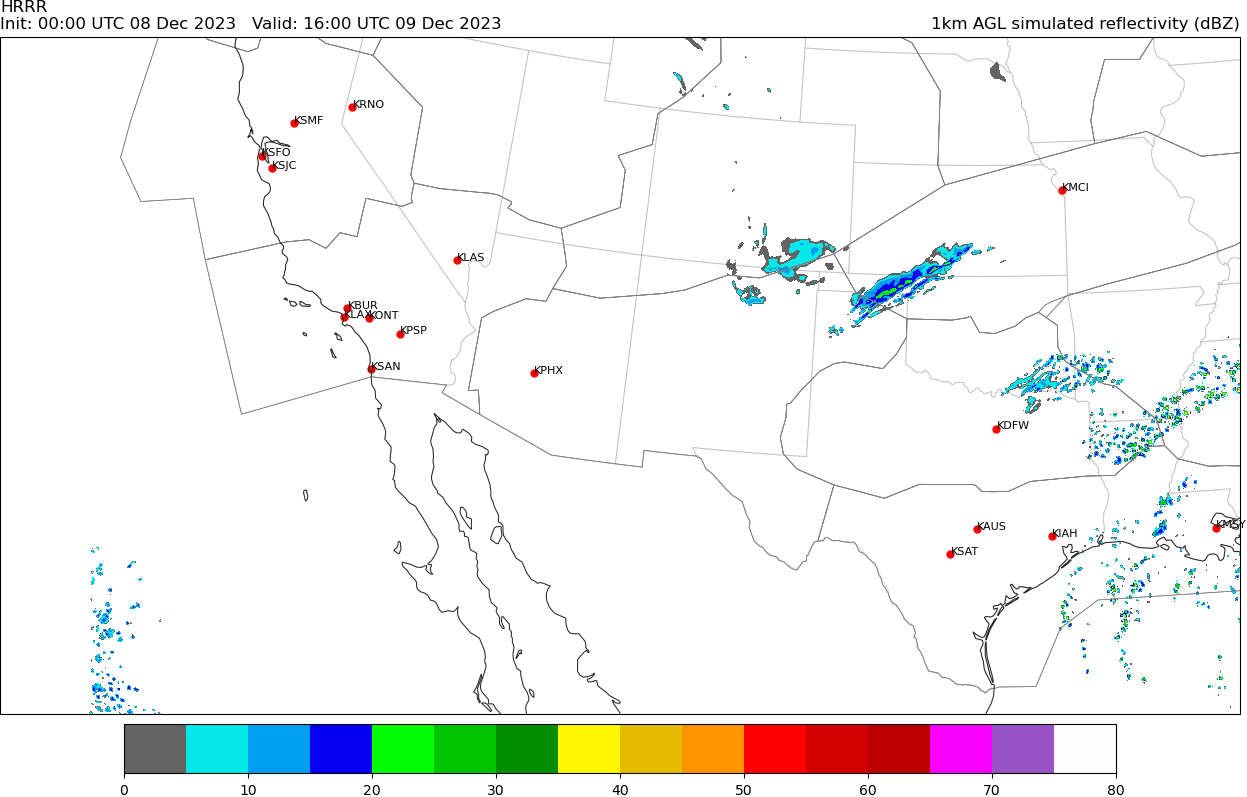 HRRR
Init: 00:00 UTC 08 Dec 2023   Valid: 16:00 UTC 09 Dec 2023
1km AGL simulated reflectivity (dBZ)
KRNO
KSMF
KSFO
KSJC
KMCI
KLAS
KBUR
KLAX
KONT
KPSP
KSAN
KPHX
KDFW
KAUS
KIAH
KMSY
KSAT
0 10 20 30 40 50 60 70 80